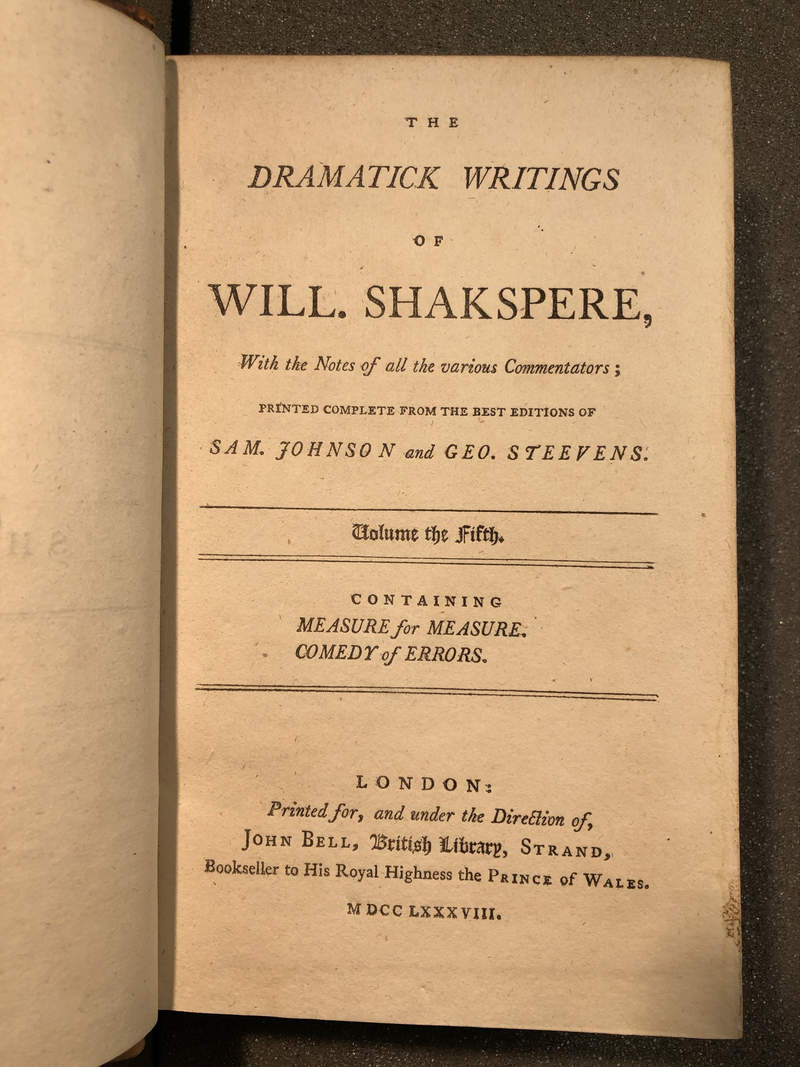 THE
DRAMATICK WRITINGS
OF
WILL. SHAKSPERE,
With the Notes of all the various Commentators;
PRINTED COMPLETE FROM THE BEST EDITIONS OF
SAM. JOHNSON and GEO. STEEVENS.
Volume the Fifth.
CONTAINING
MEASURE for MEASURE.
COMEDY of ERRORS.
LONDON:
Printed for, and under the Direction of,
JOHN BELL, British Library, STRAND,
Bookseller to His Royal Highness the PRINCE of WALES.
MDCC LXXXVIII.